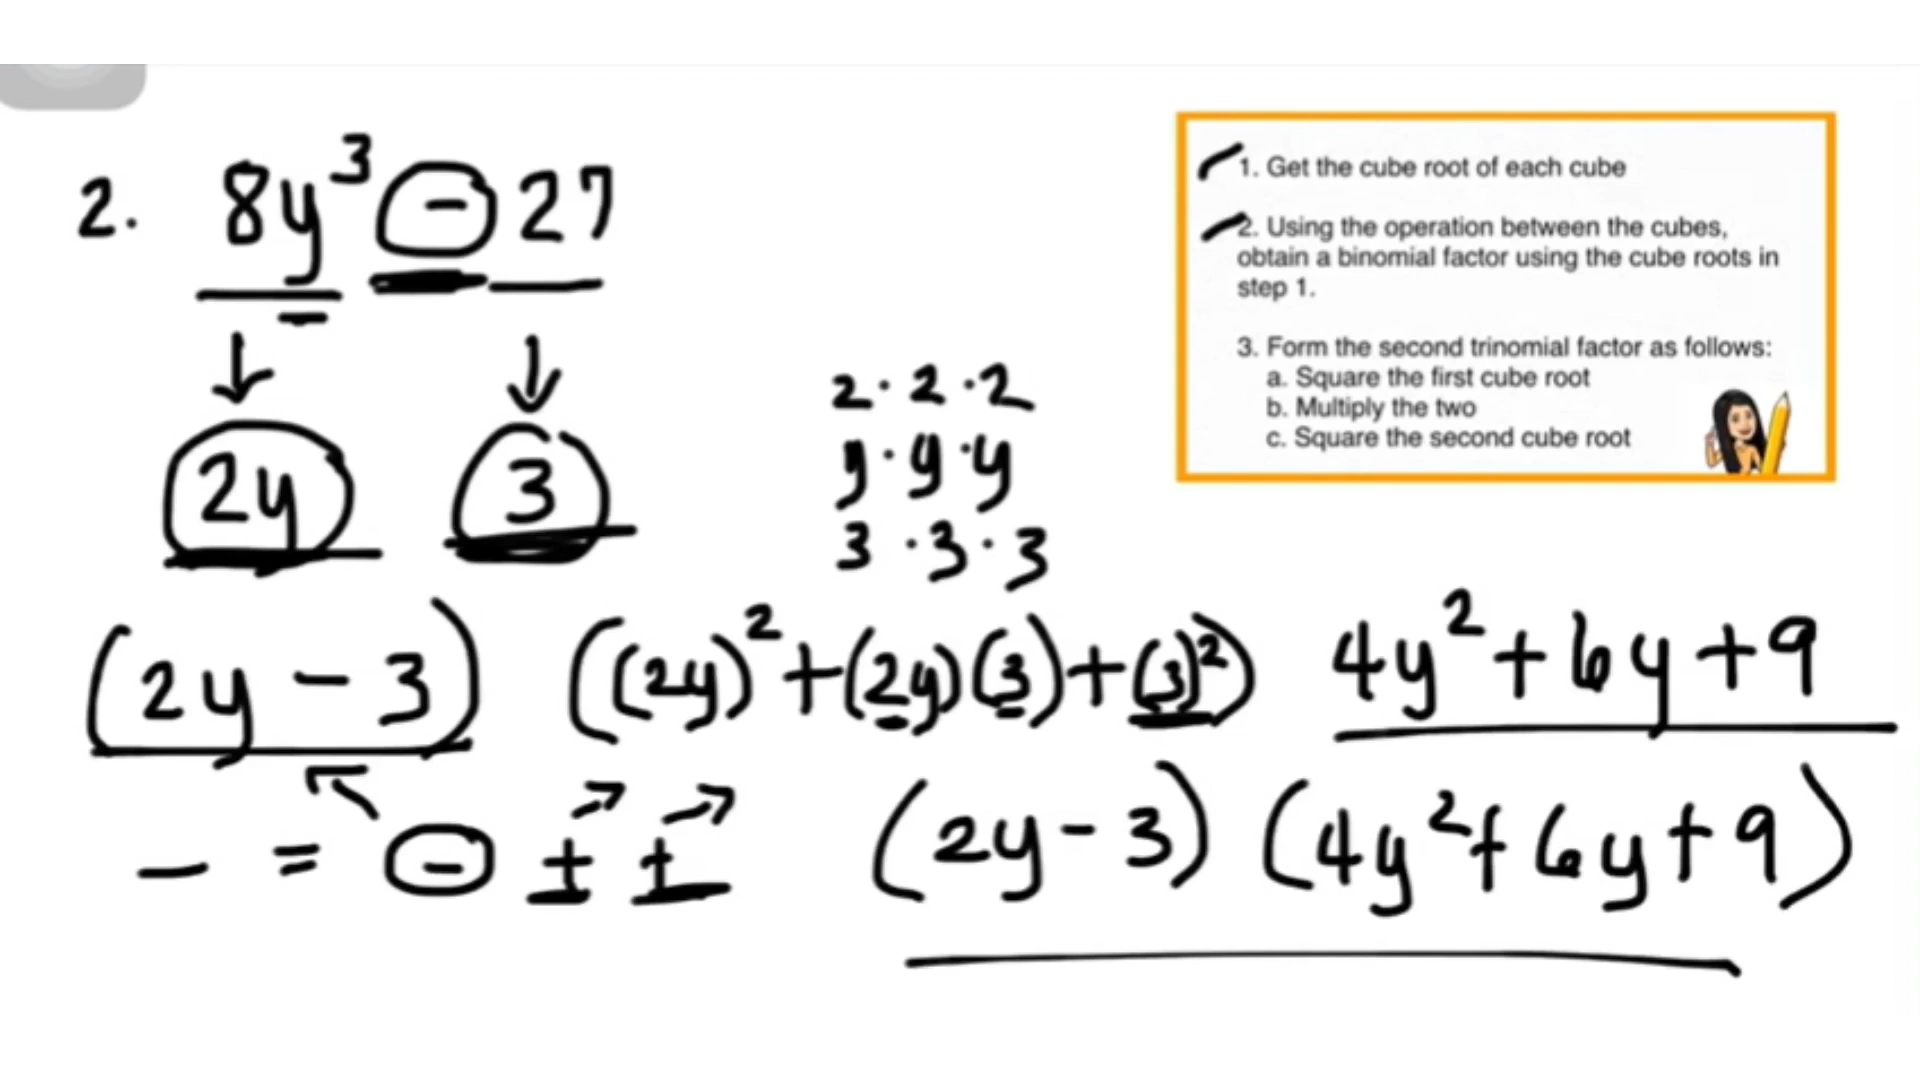 2. 8y³ - 27
1. Get the cube root of each cube
2. Using the operation between the cubes,
obtain a binomial factor using the cube roots in
step 1.
3. Form the second trinomial factor as follows:
a. Square the first cube root
b. Multiply the two
c. Square the second cube root
2y 3
2·2·2
y·y·y
3·3·3
(2y - 3) ((2y)²+(2y)(3)+(3)²) 4y²+6y+9
- = - + + (2y - 3) (4y²+6y+9)